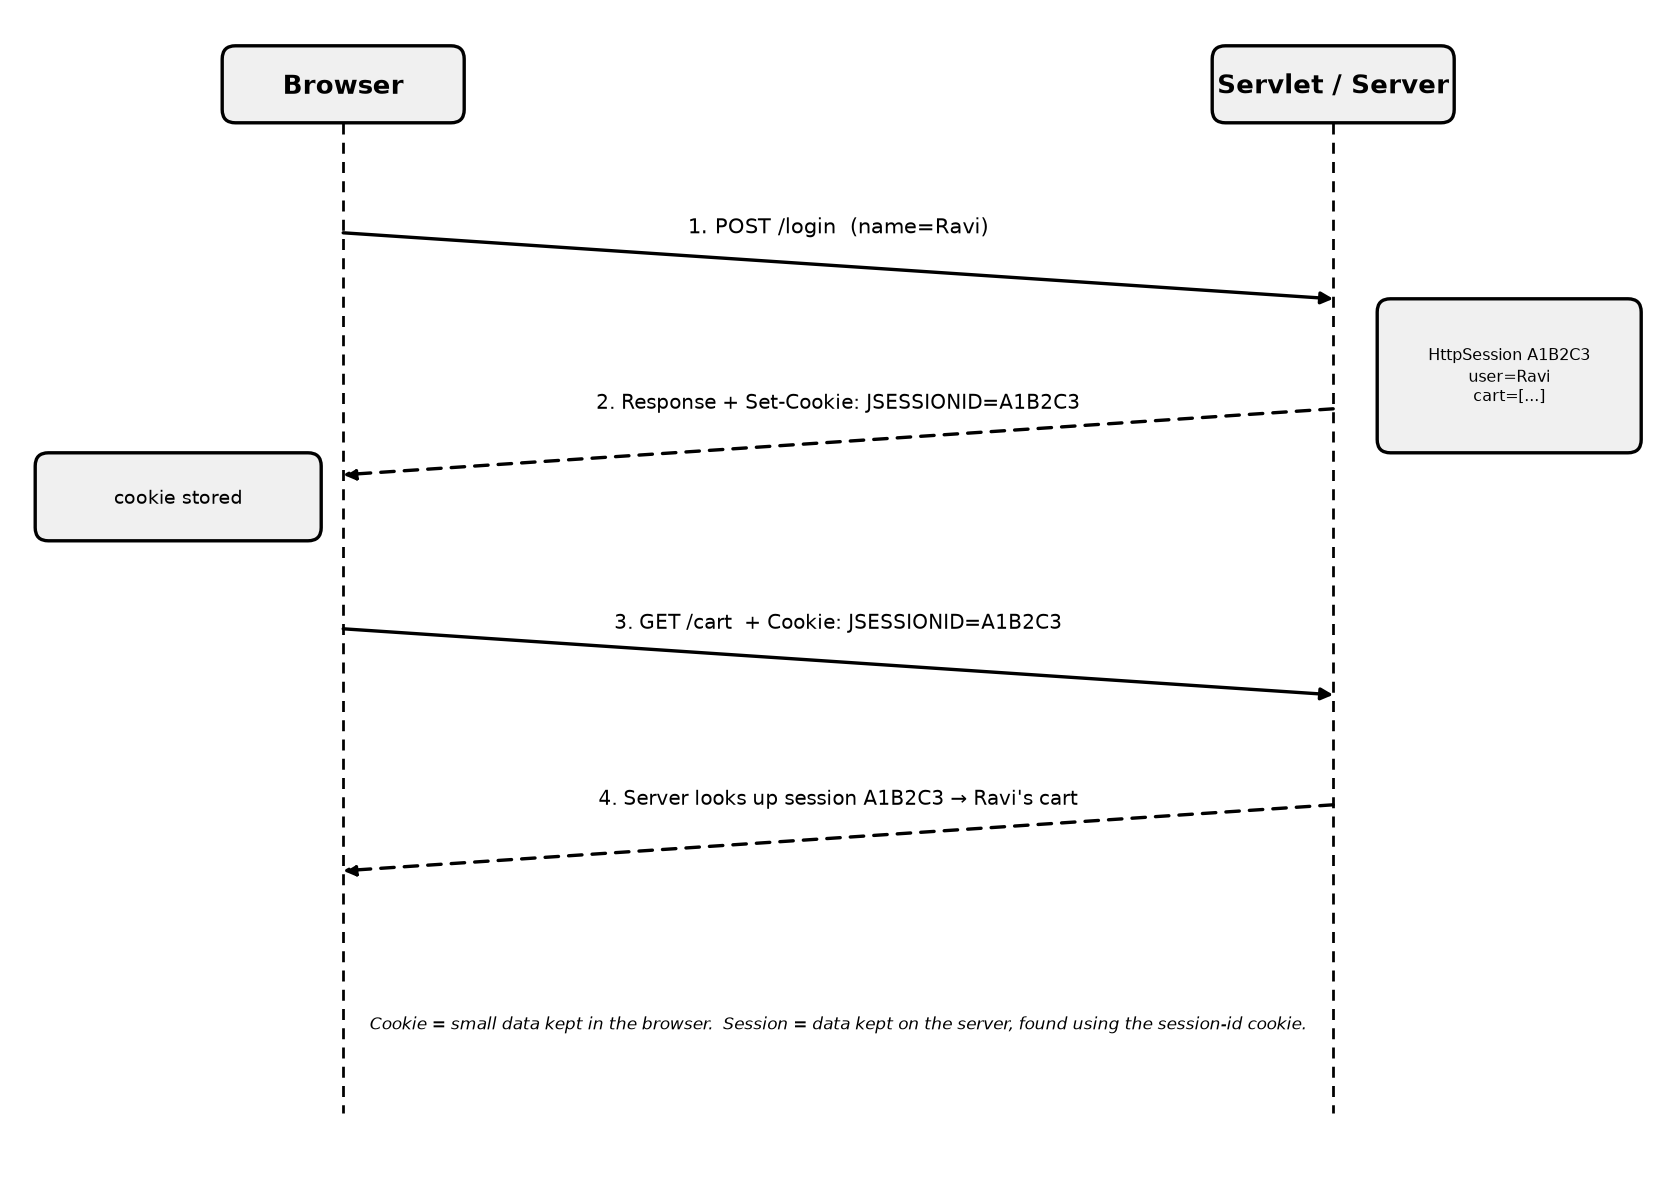 Browser
Servlet / Server
1. POST /login  (name=Ravi)
HttpSession A1B2C3
user=Ravi
cart=[...]
2. Response + Set-Cookie: JSESSIONID=A1B2C3
cookie stored
3. GET /cart  + Cookie: JSESSIONID=A1B2C3
4. Server looks up session A1B2C3 → Ravi's cart
Cookie = small data kept in the browser.  Session = data kept on the server, found using the session-id cookie.